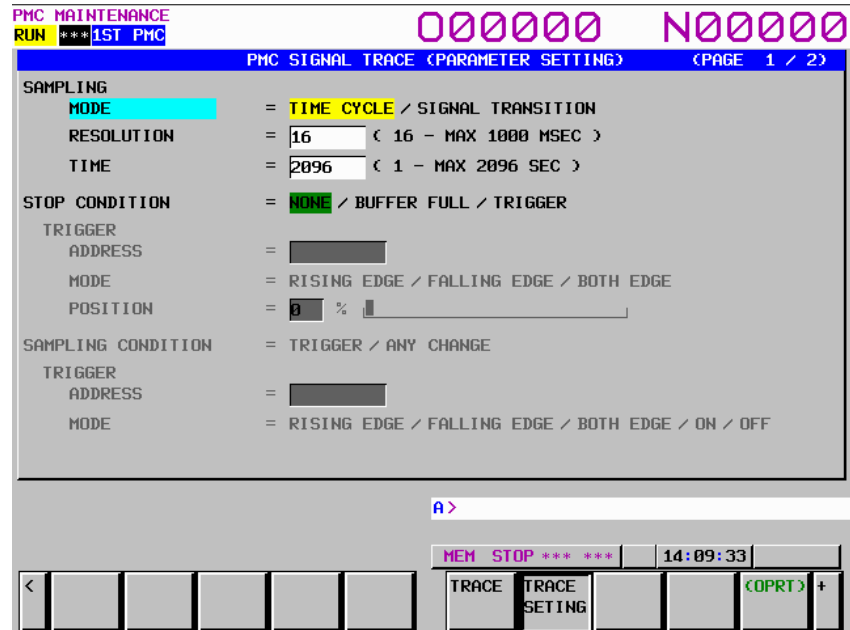 PMC MAINTENANCE
RUN ***1ST PMC
O00000 N00000
PMC SIGNAL TRACE (PARAMETER SETTING) (PAGE 1 / 2)
SAMPLING
MODE = TIME CYCLE / SIGNAL TRANSITION
RESOLUTION = 16 ( 16 - MAX 1000 MSEC )
TIME = 2096 ( 1 - MAX 2096 SEC )
STOP CONDITION = NONE / BUFFER FULL / TRIGGER
TRIGGER
ADDRESS =
MODE = RISING EDGE / FALLING EDGE / BOTH EDGE
POSITION = 0 %
SAMPLING CONDITION = TRIGGER / ANY CHANGE
TRIGGER
ADDRESS =
MODE = RISING EDGE / FALLING EDGE / BOTH EDGE / ON / OFF
A>
MEM STOP *** ***
14:09:33
< TRACE TRACE SETING (OPRT) +